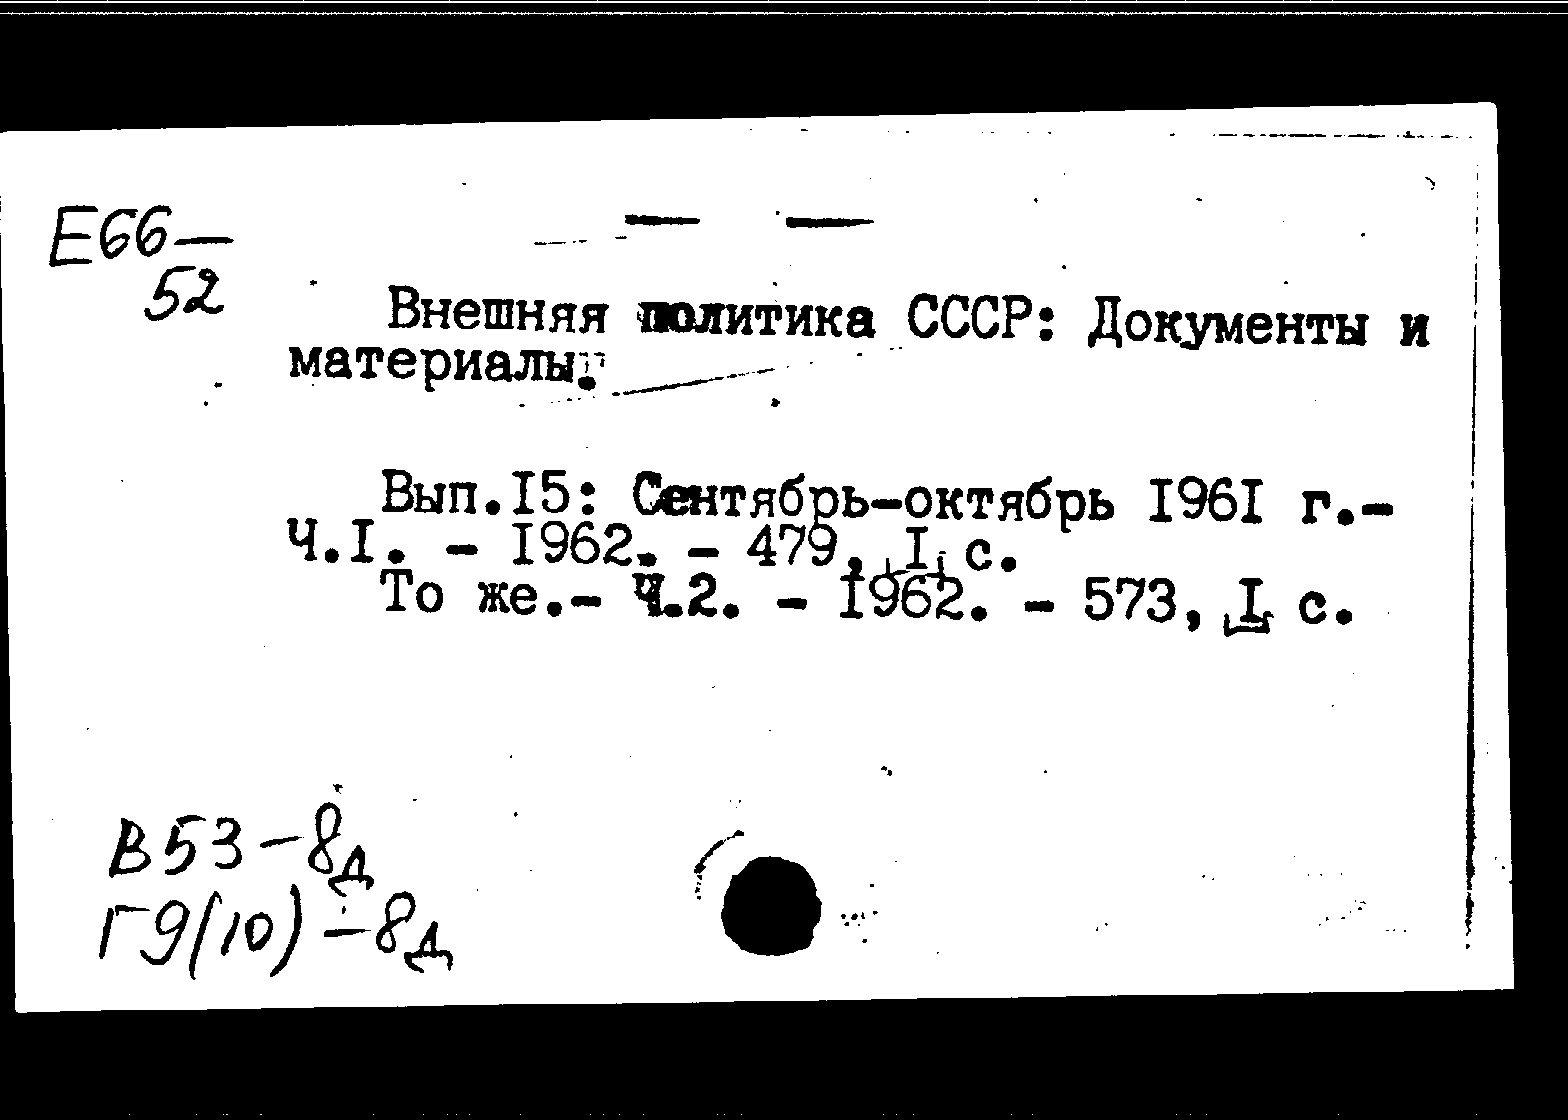 Е66—
52
— —
Внешняя политика СССР: Документы и
материалы.
Вып.I5: Сентябрь-октябрь I96I г.-
Ч.I. - I962. - 479, [I] с.
То же.- Ч.2. - I962. - 573, [I] с.
В53-8д
Г9(10)-8д